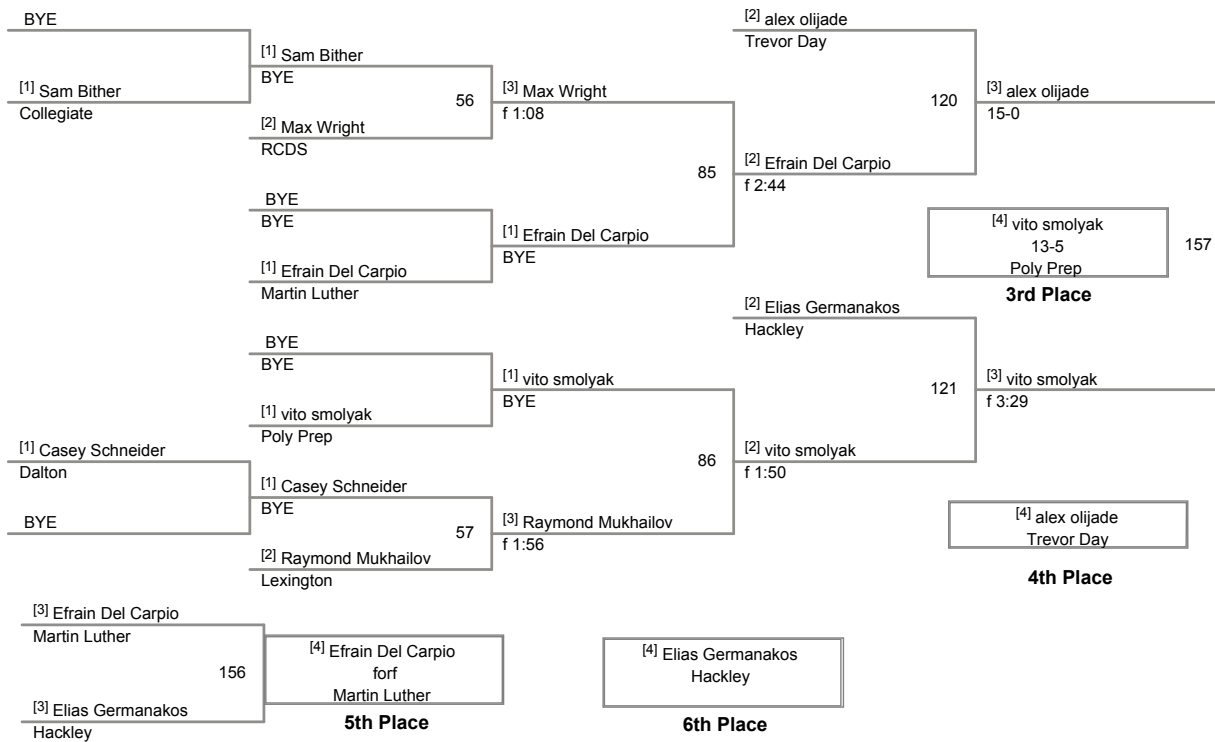 BYE
[1] Sam Bither
Collegiate
[1] Sam Bither
BYE
56
[2] Max Wright
RCDS
[3] Max Wright
f 1:08
BYE
BYE
[1] Efrain Del Carpio
Martin Luther
[1] Efrain Del Carpio
BYE
85
[2] alex olijade
Trevor Day
[2] Efrain Del Carpio
f 2:44
120
[3] alex olijade
15-0
[4] vito smolyak
13-5
Poly Prep
157
3rd Place
BYE
BYE
[1] vito smolyak
Poly Prep
[1] vito smolyak
BYE
[1] Casey Schneider
Dalton
BYE
[1] Casey Schneider
BYE
57
[2] Raymond Mukhailov
Lexington
[3] Raymond Mukhailov
f 1:56
86
[2] Elias Germanakos
Hackley
[2] vito smolyak
f 1:50
121
[3] vito smolyak
f 3:29
[4] alex olijade
Trevor Day
4th Place
[3] Efrain Del Carpio
Martin Luther
156
[3] Elias Germanakos
Hackley
[4] Efrain Del Carpio
forf
Martin Luther
5th Place
[4] Elias Germanakos
Hackley
6th Place